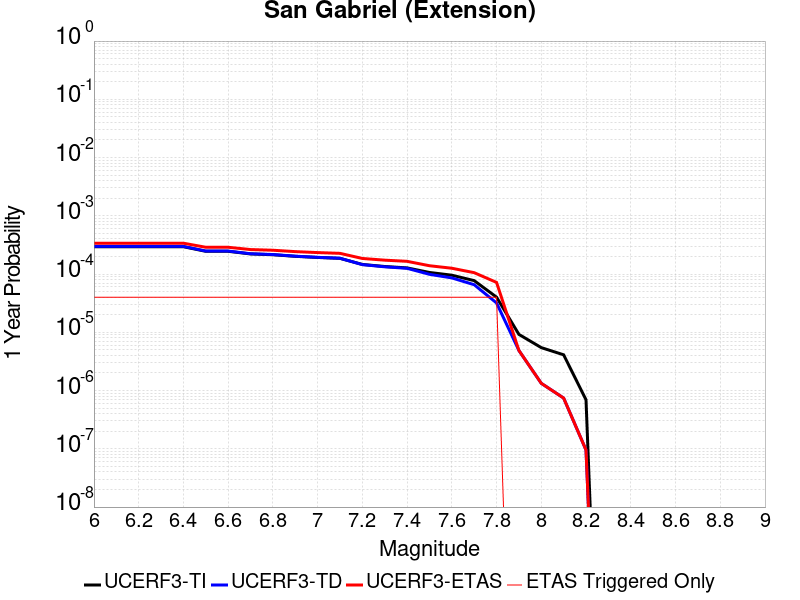 San Gabriel (Extension)
10^0
10^-1
10^-2
10^-3
10^-4
10^-5
10^-6
10^-7
10^-8
1 Year Probability
6 6.2 6.4 6.6 6.8 7 7.2 7.4 7.6 7.8 8 8.2 8.4 8.6 8.8 9
Magnitude
UCERF3-TI UCERF3-TD UCERF3-ETAS ETAS Triggered Only